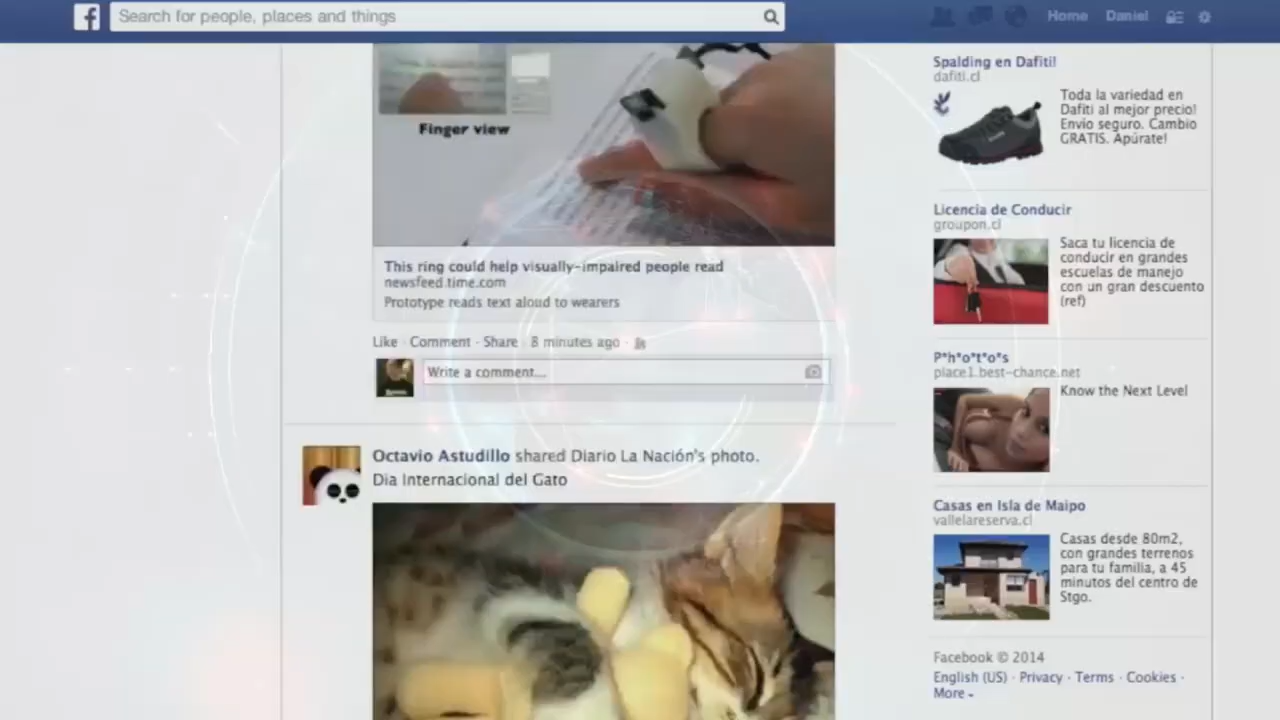 Search for people, places and things
Home
Daniel
Finger view
This ring could help visually-impaired people read
newsfeed.time.com
Prototype reads text aloud to wearers
Like · Comment · Share · 8 minutes ago ·
Write a comment...
Octavio Astudillo shared Diario La Nación's photo.
Dia Internacional del Gato
Spalding en Dafiti!
dafiti.cl
Toda la variedad en
Dafiti al mejor precio!
Envío seguro. Cambio
GRATIS. Apúrate!
Licencia de Conducir
groupon.cl
Saca tu licencia de
conducir en grandes
escuelas de manejo
con un gran descuento
(ref)
P*h*o*t*o*s
place1.best-chance.net
Know the Next Level
Casas en Isla de Maipo
vallelareserva.cl
Casas desde 80m2,
con grandes terrenos
para tu familia, a 45
minutos del centro de
Stgo.
Facebook © 2014
English (US) · Privacy · Terms · Cookies ·
More